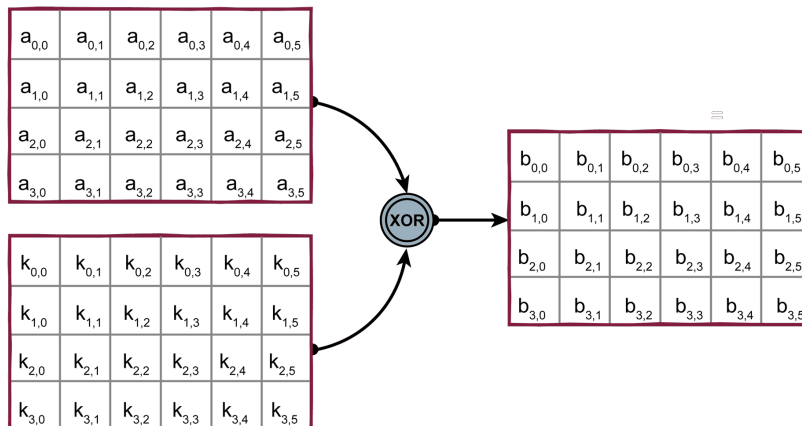 a0,0 a0,1 a0,2 a0,3 a0,4 a0,5
a1,0 a1,1 a1,2 a1,3 a1,4 a1,5
a2,0 a2,1 a2,2 a2,3 a2,4 a2,5
a3,0 a3,1 a3,2 a3,3 a3,4 a3,5
XOR
k0,0 k0,1 k0,2 k0,3 k0,4 k0,5
k1,0 k1,1 k1,2 k1,3 k1,4 k1,5
k2,0 k2,1 k2,2 k2,3 k2,4 k2,5
k3,0 k3,1 k3,2 k3,3 k3,4 k3,5
=
b0,0 b0,1 b0,2 b0,3 b0,4 b0,5
b1,0 b1,1 b1,2 b1,3 b1,4 b1,5
b2,0 b2,1 b2,2 b2,3 b2,4 b2,5
b3,0 b3,1 b3,2 b3,3 b3,4 b3,5